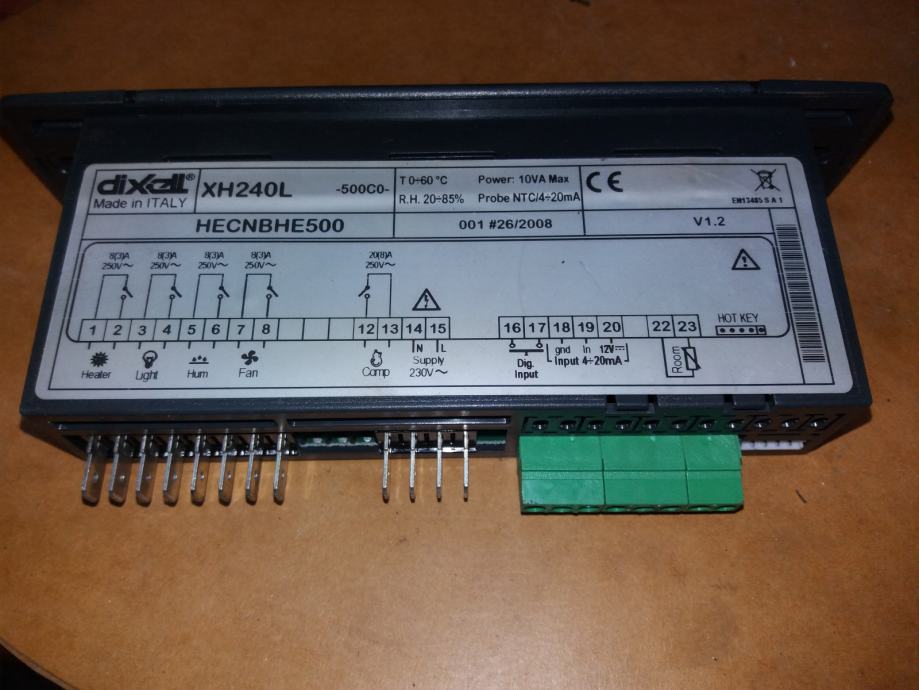 dixell®
Made in ITALY
XH240L -500C0-
T 0÷60 °C Power: 10VA Max
R.H. 20÷85% Probe NTC/4÷20mA
CE
EN13485 S A 1
HECNBHE500
001 #26/2008
V1.2
8(3)A 8(3)A 8(3)A 8(3)A 20(8)A
250V～ 250V～ 250V～ 250V～ 250V～
1 2 3 4 5 6 7 8 12 13 14 15 16 17 18 19 20 22 23
HOT KEY
Heater Light Hum Fan Comp
N L
Supply
230V～
Dig.
Input
gnd In 12V
Input 4÷20mA
Room